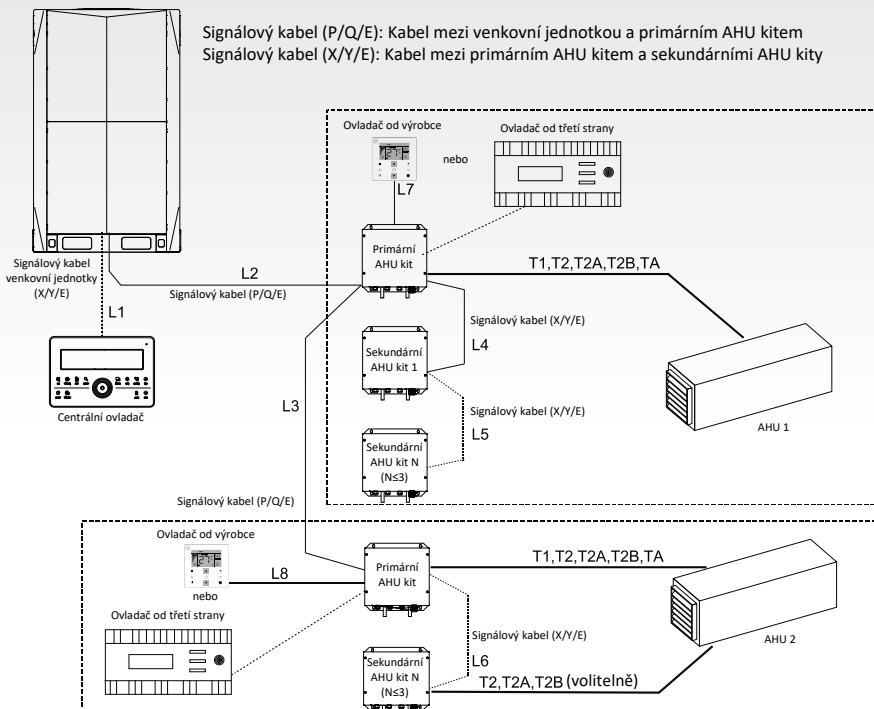 Signálový kabel (P/Q/E): Kabel mezi venkovní jednotkou a primárním AHU kitem
Signálový kabel (X/Y/E): Kabel mezi primárním AHU kitem a sekundárními AHU kity
Ovladač od výrobce
nebo
Ovladač od třetí strany
L7
Primární
AHU kit
T1,T2,T2A,T2B,TA
Signálový kabel
venkovní jednotky
(X/Y/E)
L1
L2
Signálový kabel (P/Q/E)
Signálový kabel (X/Y/E)
L4
Sekundární
AHU kit 1
Centrální ovladač
L3
Signálový kabel (X/Y/E)
L5
AHU 1
Sekundární
AHU kit N
(N≤3)
Signálový kabel (P/Q/E)
Ovladač od výrobce
nebo
L8
Primární
AHU kit
T1,T2,T2A,T2B,TA
Ovladač od třetí strany
Signálový kabel (X/Y/E)
L6
AHU 2
Sekundární
AHU kit N
(N≤3)
T2,T2A,T2B (volitelně)